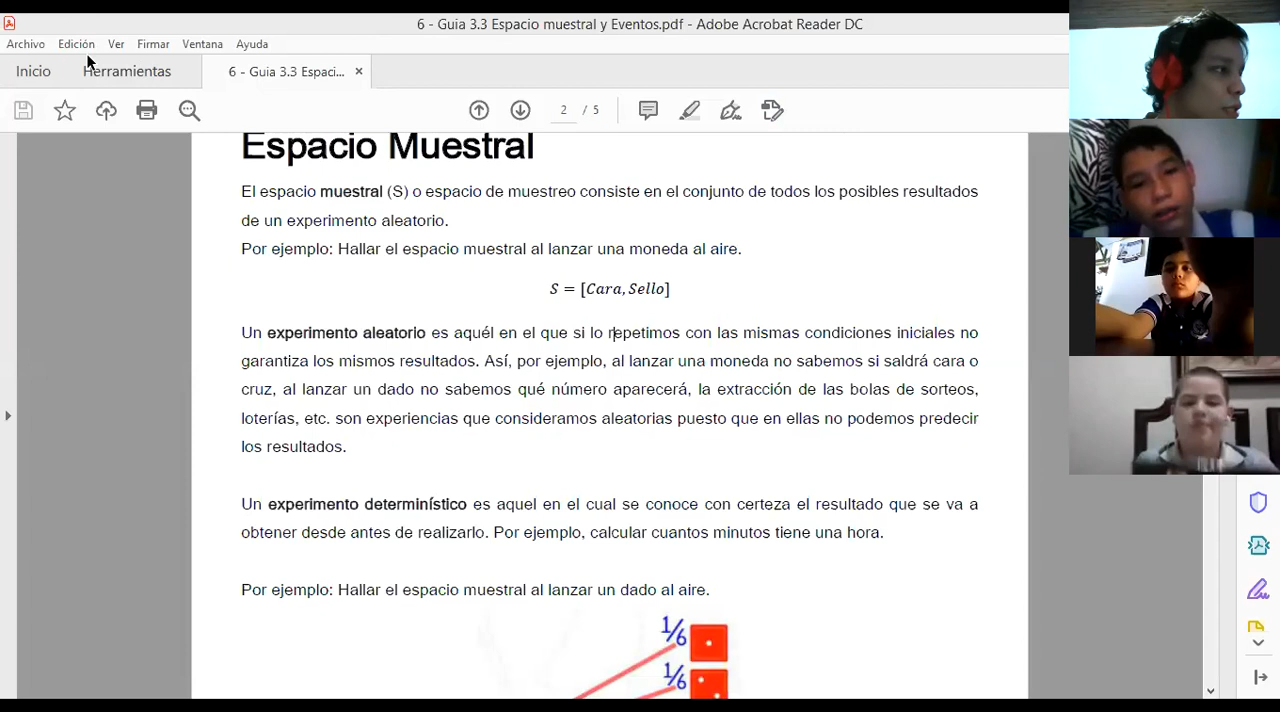 6 - Guia 3.3 Espacio muestral y Eventos.pdf - Adobe Acrobat Reader DC
Archivo Edición Ver Firmar Ventana Ayuda
Inicio Herramientas 6 - Guia 3.3 Espaci... ×
2 / 5
Espacio Muestral
El espacio muestral (S) o espacio de muestreo consiste en el conjunto de todos los posibles resultados
de un experimento aleatorio.
Por ejemplo: Hallar el espacio muestral al lanzar una moneda al aire.
S = [Cara, Sello]
Un experimento aleatorio es aquél en el que si lo repetimos con las mismas condiciones iniciales no
garantiza los mismos resultados. Así, por ejemplo, al lanzar una moneda no sabemos si saldrá cara o
cruz, al lanzar un dado no sabemos qué número aparecerá, la extracción de las bolas de sorteos,
loterías, etc. son experiencias que consideramos aleatorias puesto que en ellas no podemos predecir
los resultados.
Un experimento determinístico es aquel en el cual se conoce con certeza el resultado que se va a
obtener desde antes de realizarlo. Por ejemplo, calcular cuantos minutos tiene una hora.
Por ejemplo: Hallar el espacio muestral al lanzar un dado al aire.
1/6
1/6